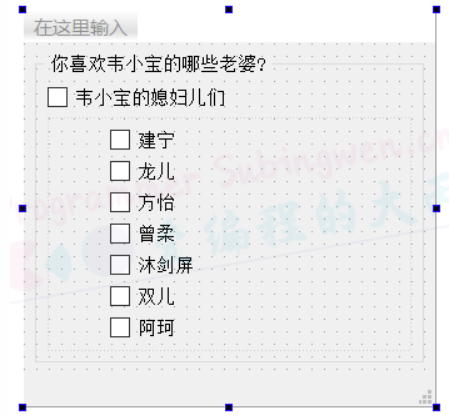 在这里输入
你喜欢韦小宝的哪些老婆?
韦小宝的媳妇儿们
建宁
龙儿
方怡
曾柔
沐剑屏
双儿
阿珂